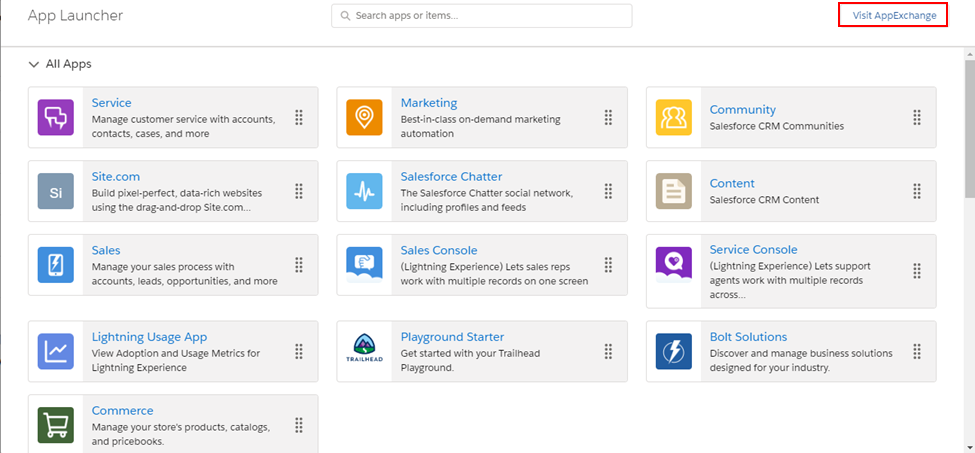 App Launcher
Search apps or items...
Visit AppExchange
All Apps
Service
Manage customer service with accounts,
contacts, cases, and more
Marketing
Best-in-class on-demand marketing
automation
Community
Salesforce CRM Communities
Si
Site.com
Build pixel-perfect, data-rich websites
using the drag-and-drop Site.com...
Salesforce Chatter
The Salesforce Chatter social network,
including profiles and feeds
Content
Salesforce CRM Content
Sales
Manage your sales process with
accounts, leads, opportunities, and more
Sales Console
(Lightning Experience) Lets sales reps
work with multiple records on one screen
Service Console
(Lightning Experience) Lets support
agents work with multiple records
across...
Lightning Usage App
View Adoption and Usage Metrics for
Lightning Experience
TRAILHEAD
Playground Starter
Get started with your Trailhead
Playground.
Bolt Solutions
Discover and manage business solutions
designed for your industry.
Commerce
Manage your store's products, catalogs,
and pricebooks.